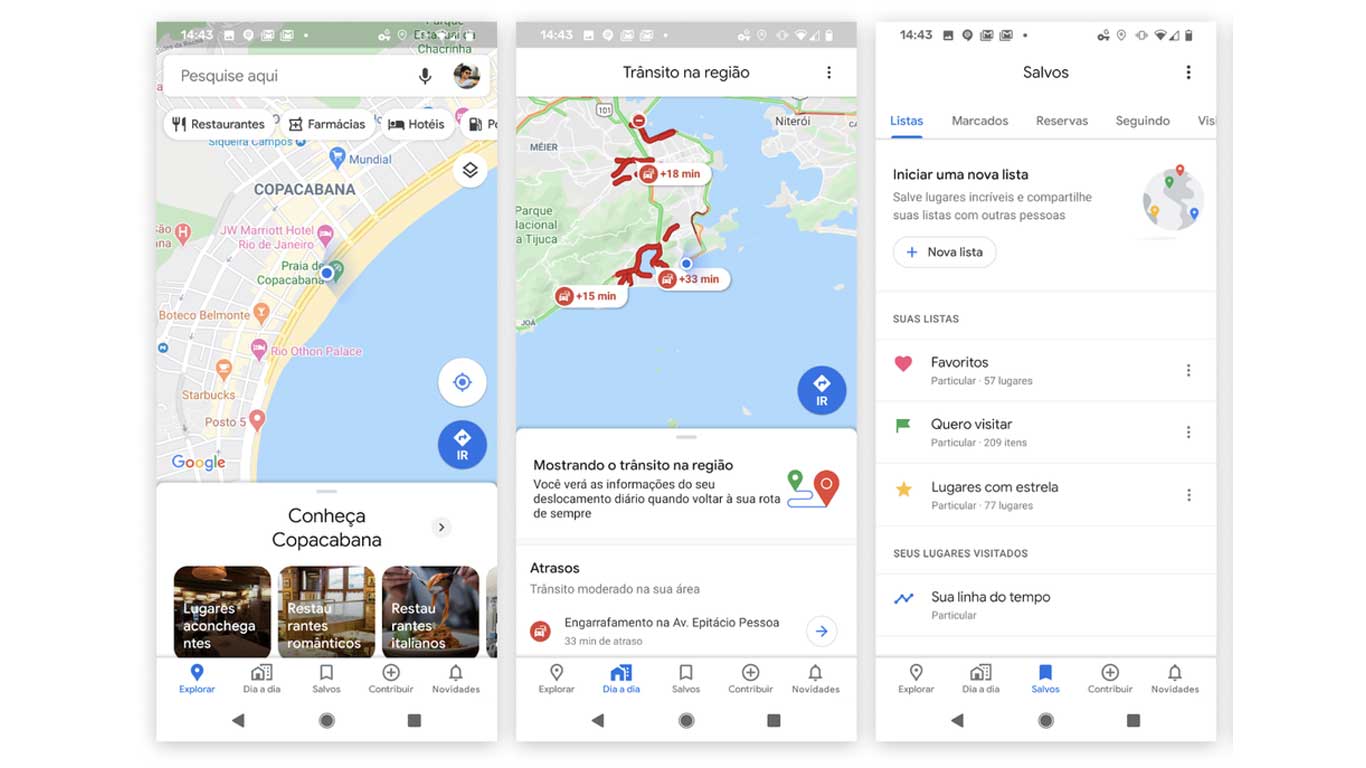 14:43
Parque
Estadual da
Chacrinha
Pesquise aqui
Restaurantes
Farmácias
Hotéis
Siqueira Campos
Mundial
COPACABANA
JW Marriott Hotel
Rio de Janeiro
Praia de
Copacabana
Boteco Belmonte
Rio Othon Palace
Starbucks
Posto 5
Google
IR
Conheça
Copacabana
Lugares
aconchega
ntes
Restau
rantes
românticos
Restau
rantes
italianos
Explorar
Dia a dia
Salvos
Contribuir
Novidades
14:43
Trânsito na região
101
Niterói
MÉIER
+18 min
Parque
Nacional
a Tijuca
+33 min
+15 min
JOÁ
IR
Mostrando o trânsito na região
Você verá as informações do seu
deslocamento diário quando voltar à sua rota
de sempre
Atrasos
Trânsito moderado na sua área
Engarrafamento na Av. Epitácio Pessoa
33 min de atraso
Explorar
Dia a dia
Salvos
Contribuir
Novidades
14:43
Salvos
Listas
Marcados
Reservas
Seguindo
Vis
Iniciar uma nova lista
Salve lugares incríveis e compartilhe
suas listas com outras pessoas
+ Nova lista
SUAS LISTAS
Favoritos
Particular · 57 lugares
Quero visitar
Particular · 209 itens
Lugares com estrela
Particular · 77 lugares
SEUS LUGARES VISITADOS
Sua linha do tempo
Particular
Explorar
Dia a dia
Salvos
Contribuir
Novidades